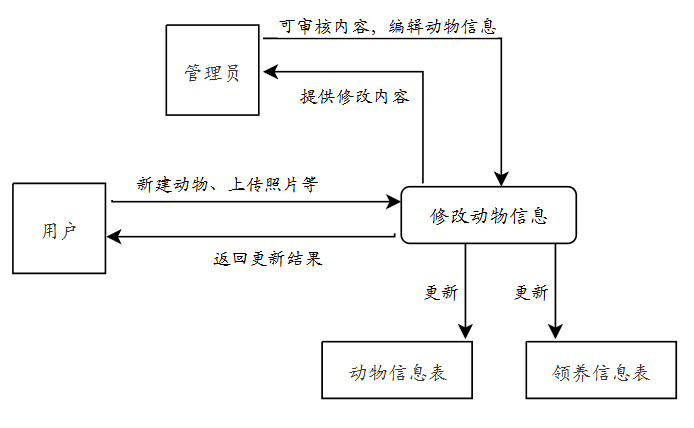 可审核内容，编辑动物信息
管理员
提供修改内容
新建动物、上传照片等
修改动物信息
用户
返回更新结果
更新
更新
动物信息表
领养信息表